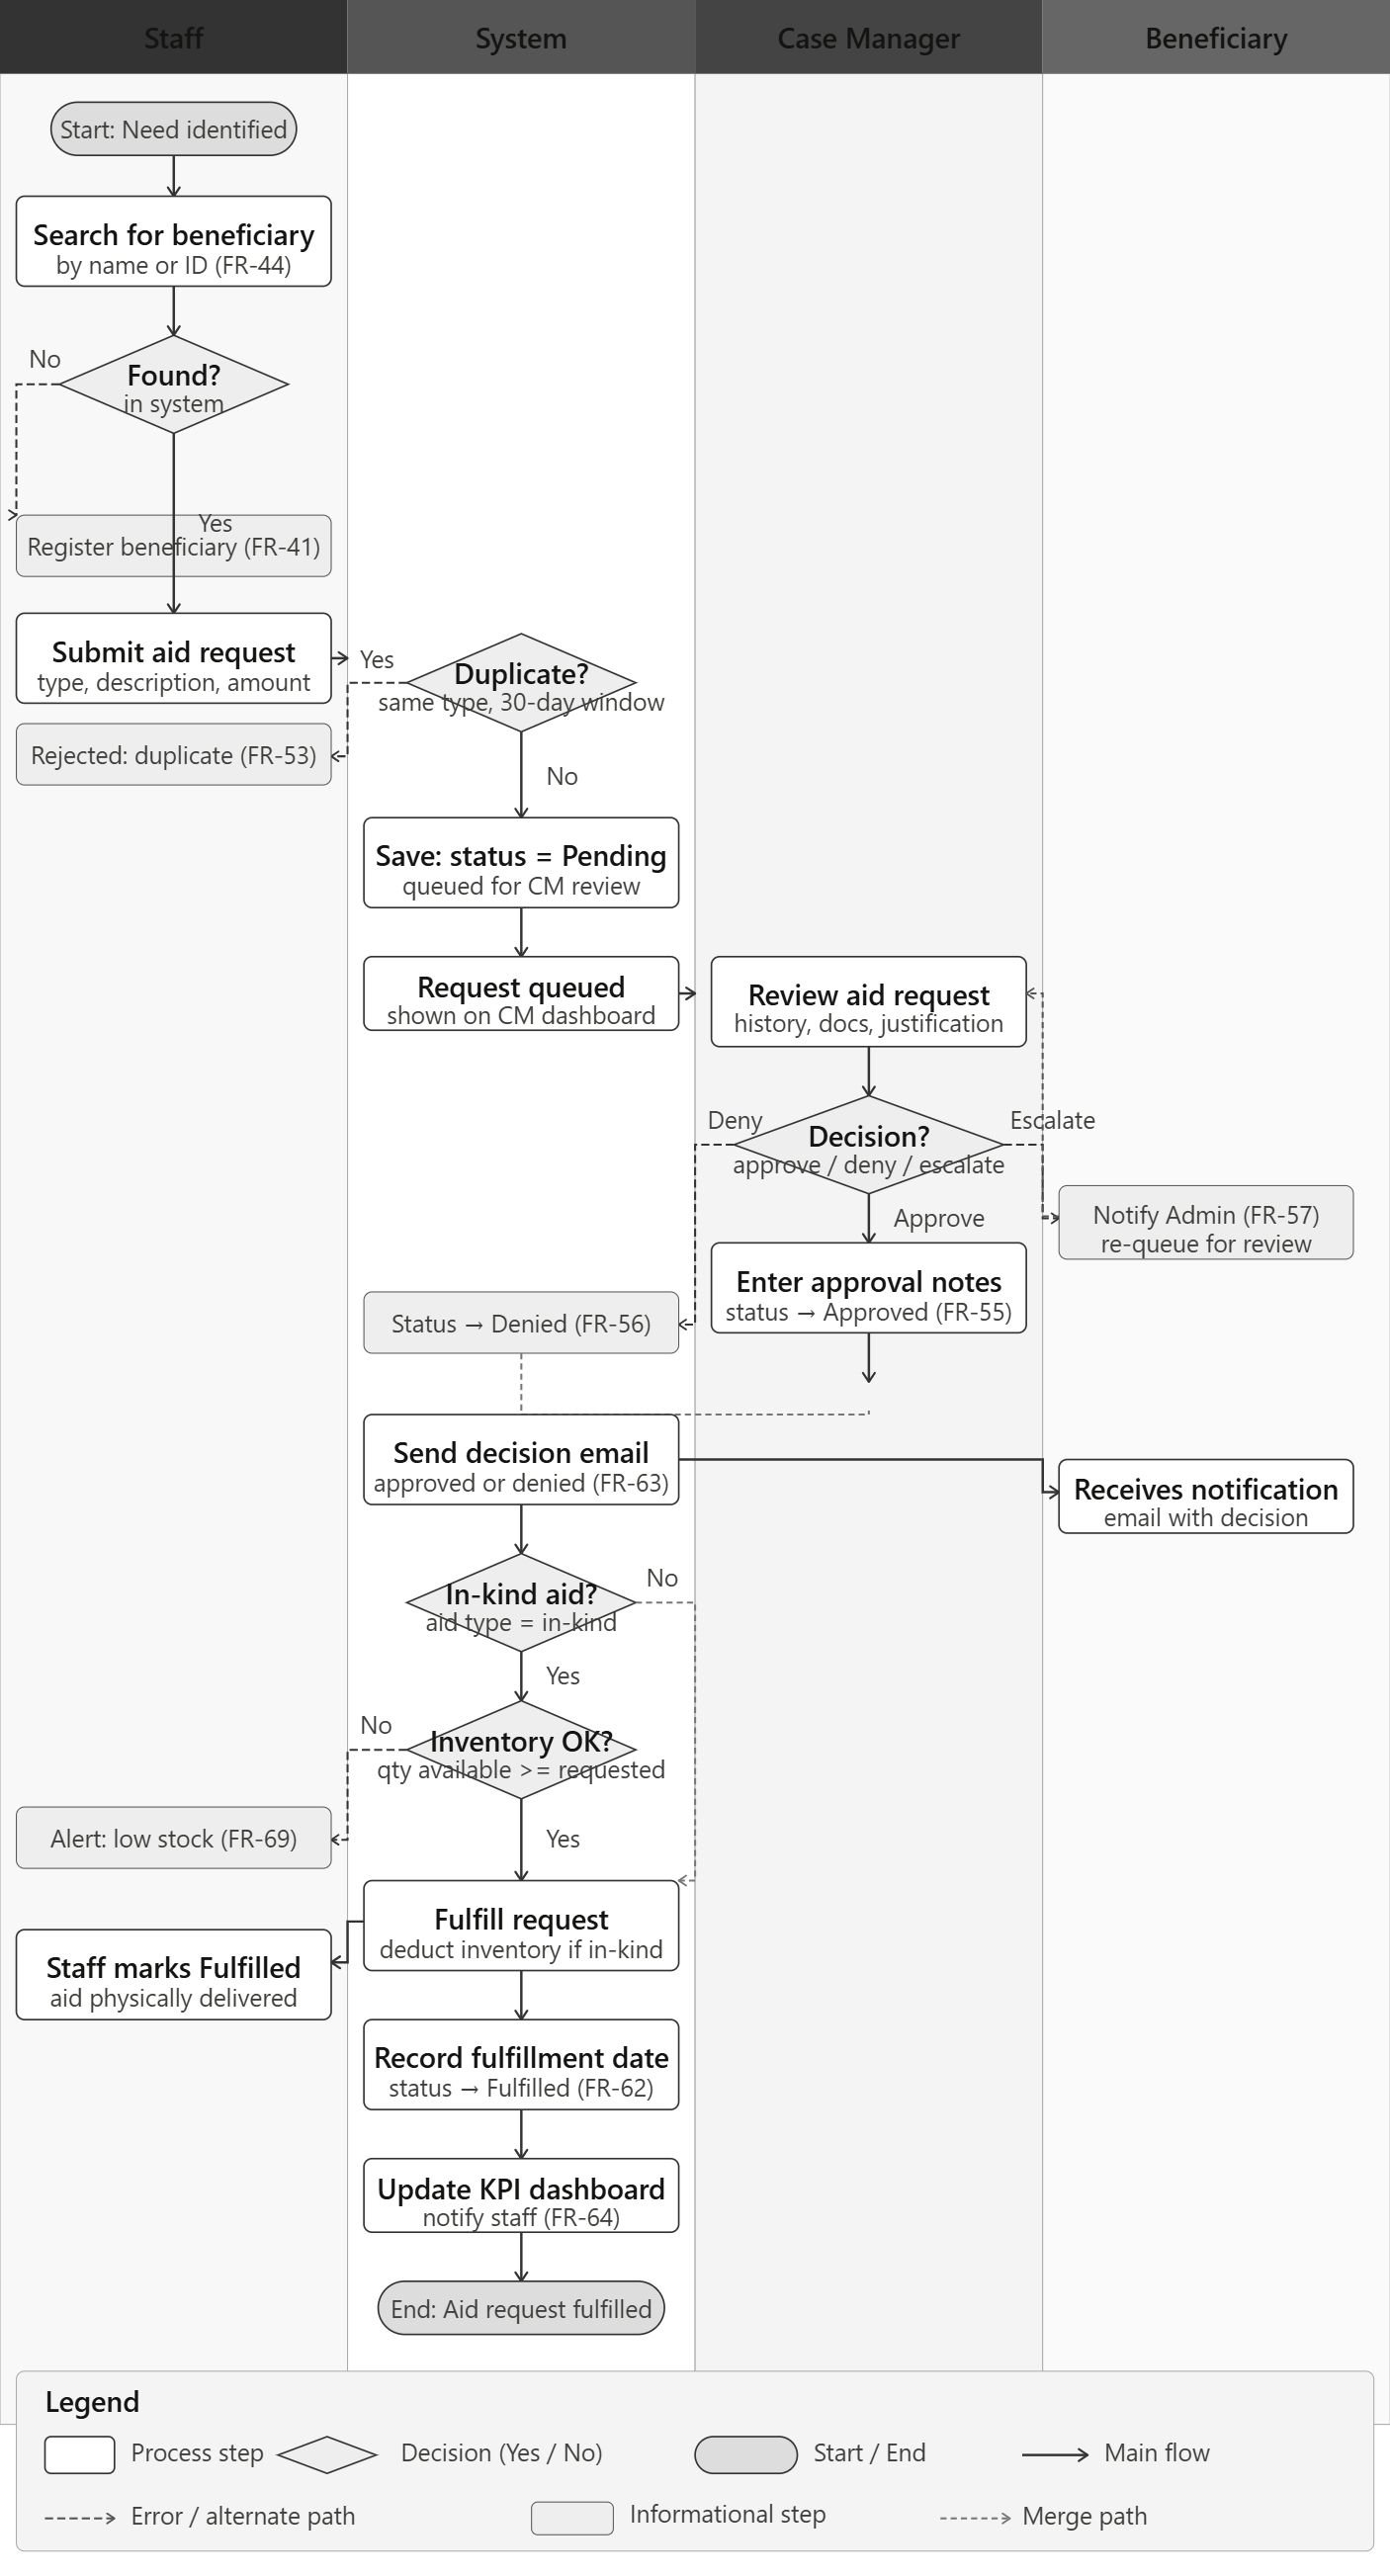 Staff
System
Case Manager
Beneficiary
Start: Need identified
Search for beneficiary
by name or ID (FR-44)
No
Found?
in system
Yes
Register beneficiary (FR-41)
Submit aid request
type, description, amount
Yes
Duplicate?
same type, 30-day window
Rejected: duplicate (FR-53)
No
Save: status = Pending
queued for CM review
Request queued
shown on CM dashboard
Review aid request
history, docs, justification
Deny
Decision?
approve / deny / escalate
Escalate
Approve
Notify Admin (FR-57)
re-queue for review
Enter approval notes
status → Approved (FR-55)
Status → Denied (FR-56)
Send decision email
approved or denied (FR-63)
Receives notification
email with decision
In-kind aid?
aid type = in-kind
No
Yes
No
Inventory OK?
qty available >= requested
Alert: low stock (FR-69)
Yes
Fulfill request
deduct inventory if in-kind
Staff marks Fulfilled
aid physically delivered
Record fulfillment date
status → Fulfilled (FR-62)
Update KPI dashboard
notify staff (FR-64)
End: Aid request fulfilled
Legend
Process step
Decision (Yes / No)
Start / End
Main flow
Error / alternate path
Informational step
Merge path